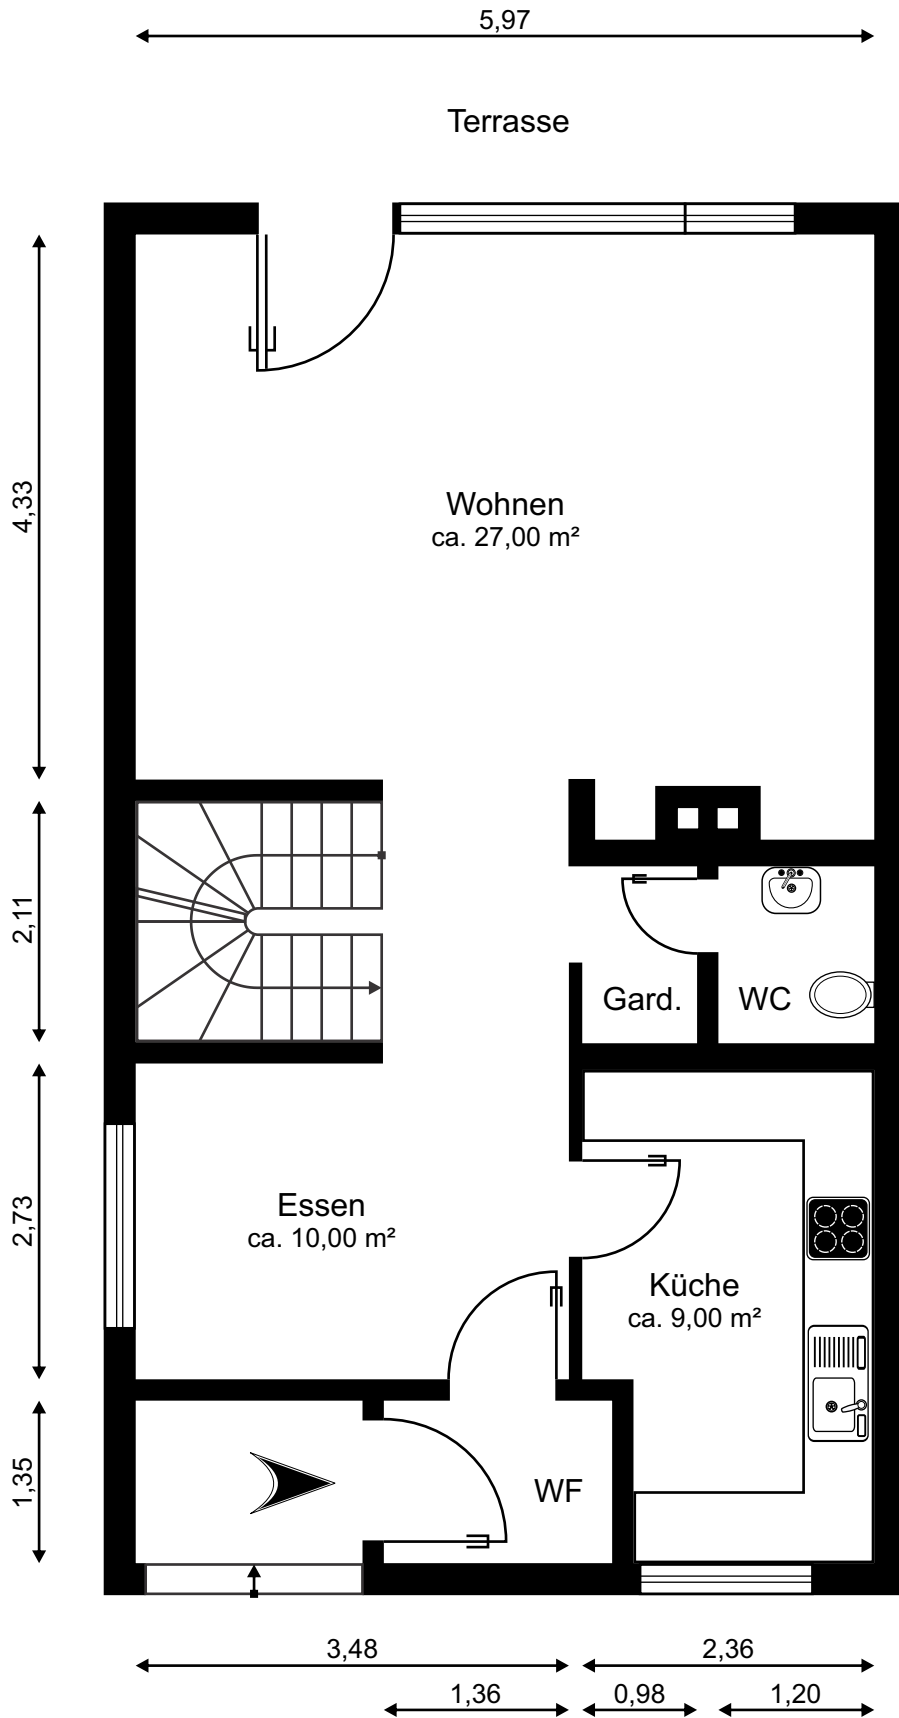 5,97
Terrasse
4,33
Wohnen
ca. 27,00 m²
2,11
Gard.
WC
2,73
Essen
ca. 10,00 m²
Küche
ca. 9,00 m²
1,35
WF
3,48
2,36
1,36
0,98
1,20